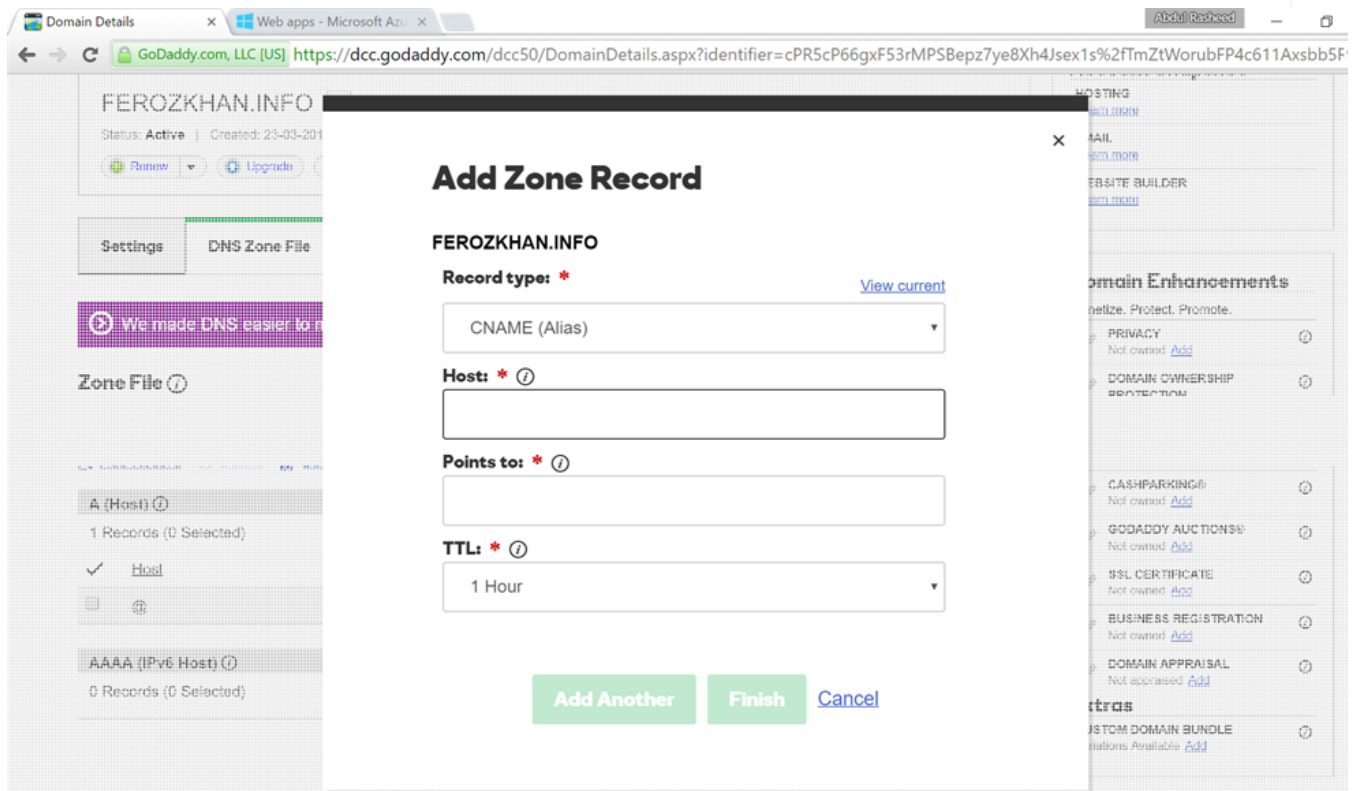 Domain Details
Web apps - Microsoft Azu
Abdul Rasheed
GoDaddy.com, LLC [US]
https://dcc.godaddy.com/dcc50/DomainDetails.aspx?identifier=cPR5cP66gxF53rMPSBepz7ye8Xh4Jsex1s%2fTmZtWorubFP4c611Axsbb5F
FEROZKHAN.INFO
Status: Active | Created: 23-03-201
Renew
Upgrade
Settings
DNS Zone File
We made DNS easier to m
Zone File
A (Host)
1 Records (0 Selected)
Host
@
AAAA (IPv6 Host)
0 Records (0 Selected)
Add Zone Record
FEROZKHAN.INFO
Record type: *
View current
CNAME (Alias)
Host: *
Points to: *
TTL: *
1 Hour
Add Another
Finish
Cancel
HOSTING
earn more
MAIL
earn more
EBSITE BUILDER
earn more
omain Enhancements
netize. Protect. Promote.
PRIVACY
Not owned Add
DOMAIN OWNERSHIP
PROTECTION
CASHPARKING®
Not owned Add
GODADDY AUCTIONS®
Not owned Add
SSL CERTIFICATE
Not owned Add
BUSINESS REGISTRATION
Not owned Add
DOMAIN APPRAISAL
Not appraised Add
xtras
USTOM DOMAIN BUNDLE
riations Available Add